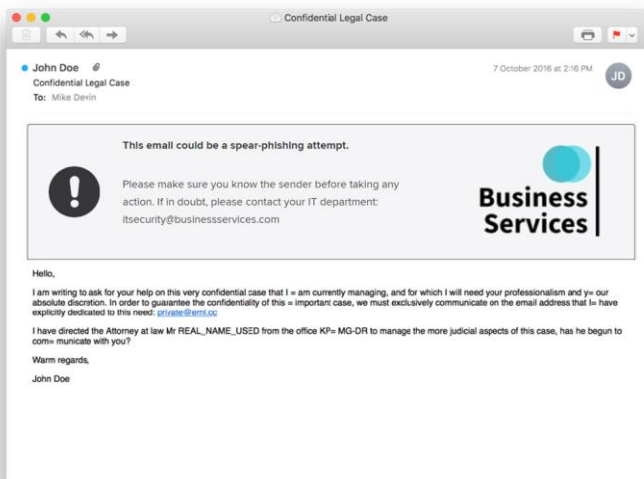 Confidential Legal Case
John Doe
7 October 2016 at 2:16 PM
JD
Confidential Legal Case
To: Mike Devin
This email could be a spear-phishing attempt.
Please make sure you know the sender before taking any
action. If in doubt, please contact your IT department:
itsecurity@businessservices.com
Business
Services
Hello,
I am writing to ask for your help on this very confidential case that I = am currently managing, and for which I will need your professionalism and y= our
absolute discretion. In order to guarantee the confidentiality of this = important case, we must exclusively communicate on the email address that I= have
explicitly dedicated to this need: private@eml.cc
I have directed the Attorney at law Mr REAL_NAME_USED from the office KP= MG-DR to manage the more judicial aspects of this case, has he begun to
com= municate with you?
Warm regards,
John Doe